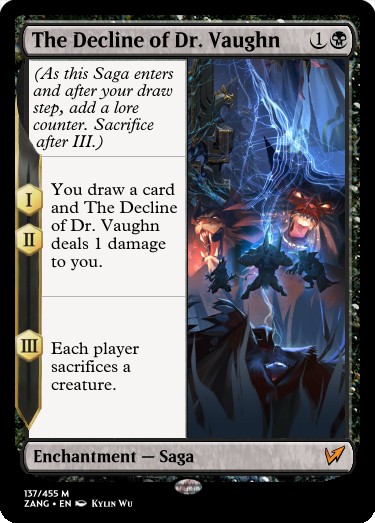 The Decline of Dr. Vaughn 1
(As this Saga enters
and after your draw
step, add a lore
counter. Sacrifice
after III.)
I
II
You draw a card
and The Decline
of Dr. Vaughn
deals 1 damage
to you.
III
Each player
sacrifices a
creature.
Enchantment — Saga
137/455 M
ZANG • EN Kylin Wu